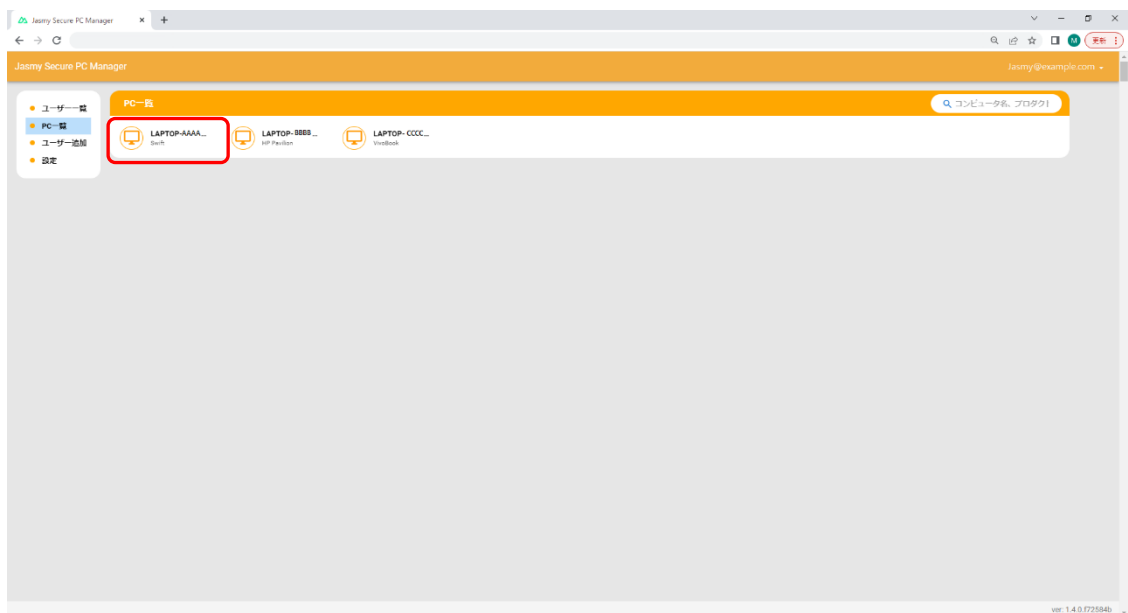 Jasmy Secure PC Manager
M 更新
Jasmy Secure PC Manager
Jasmy@example.com
ユーザー一覧
PC一覧
ユーザー追加
設定
PC一覧
コンピュータ名、プロダクト
LAPTOP-AAAA...
Swift
LAPTOP-BBBB...
HP Pavilion
LAPTOP-CCCC...
VivoBook
ver: 1.4.0.f72584b